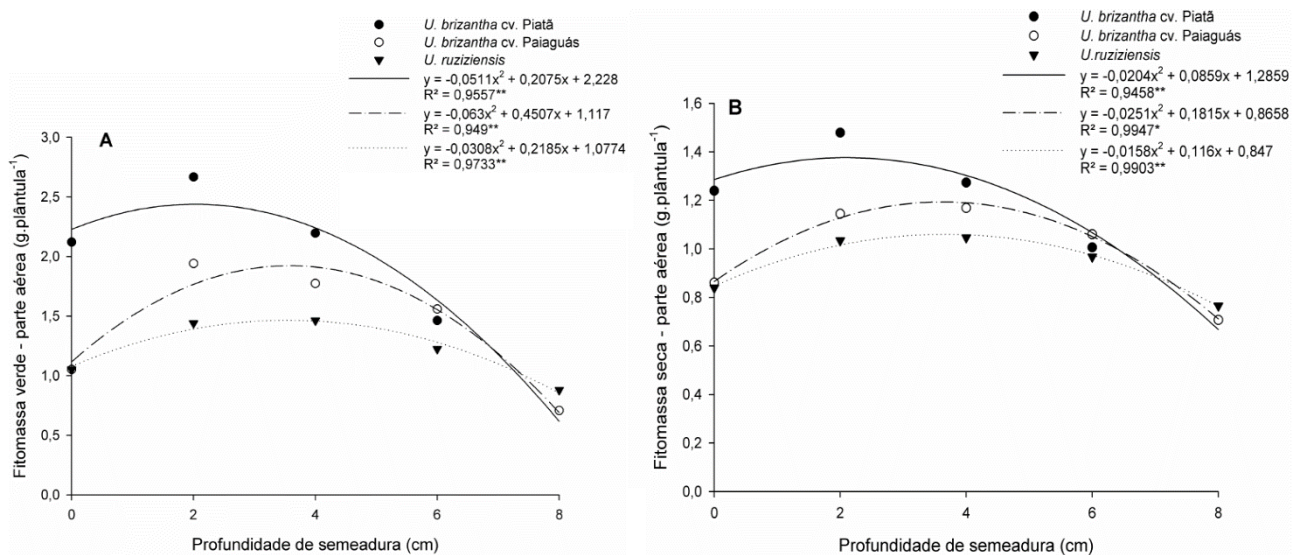 U. brizantha cv. Piatã
U. brizantha cv. Paiaguás
U. ruziziensis
y = -0,0511x² + 0,2075x + 2,228
R² = 0,9557**
y = -0,063x² + 0,4507x + 1,117
R² = 0,949**
y = -0,0308x² + 0,2185x + 1,0774
R² = 0,9733**
A
3,0
2,5
2,0
1,5
1,0
0,5
0,0
0 2 4 6 8
Fitomassa verde - parte aérea (g.plântula⁻¹)
Profundidade de semeadura (cm)
U. brizantha cv. Piatã
U. brizantha cv. Paiaguás
U.ruziziensis
y = -0,0204x² + 0,0859x + 1,2859
R² = 0,9458**
y = -0,0251x² + 0,1815x + 0,8658
R² = 0,9947*
y = -0,0158x² + 0,116x + 0,847
R² = 0,9903**
B
1,6
1,4
1,2
1,0
0,8
0,6
0,4
0,2
0,0
0 2 4 6 8
Fitomassa seca - parte aérea (g.plântula⁻¹)
Profundidade de semeadura (cm)